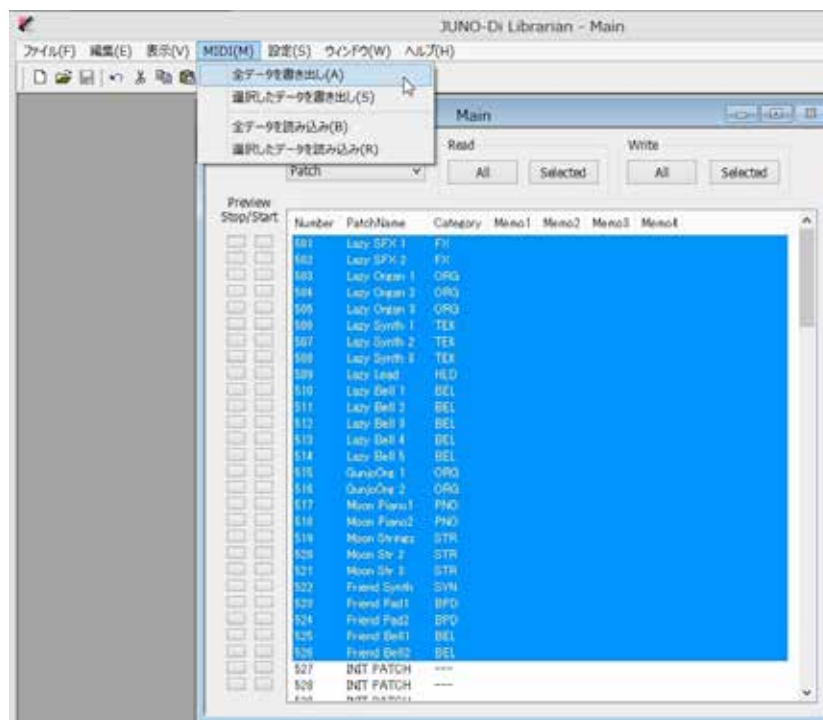 JUNO-Di Librarian - Main
ファイル(F) 編集(E) 表示(V) MIDI(M) 設定(S) ウィンドウ(W) ヘルプ(H)
全データを書き出し(A)
選択したデータを書き出し(S)
全データを読み込み(B)
選択したデータを読み込み(R)
Main
Read Write
Patch All Selected All Selected
Preview
Stop/Start
Number PatchName Category Memo1 Memo2 Memo3 Memo4
501 Lazy SFX 1 FX
502 Lazy SFX 2 FX
503 Lazy Organ 1 ORG
504 Lazy Organ 2 ORG
505 Lazy Organ 3 ORG
506 Lazy Synth 1 TEX
507 Lazy Synth 2 TEX
508 Lazy Synth 3 TEX
509 Lazy Lead HLD
510 Lazy Bell 1 BEL
511 Lazy Bell 2 BEL
512 Lazy Bell 3 BEL
513 Lazy Bell 4 BEL
514 Lazy Bell 5 BEL
515 GunjoOrg 1 ORG
516 GunjoOrg 2 ORG
517 Moon Piano1 PNO
518 Moon Piano2 PNO
519 Moon Strings STR
520 Moon Str 2 STR
521 Moon Str 3 STR
522 Friend Synth SYN
523 Friend Pad1 BPD
524 Friend Pad2 BPD
525 Friend Bell1 BEL
526 Friend Bell2 BEL
527 INIT PATCH ---
528 INIT PATCH ---